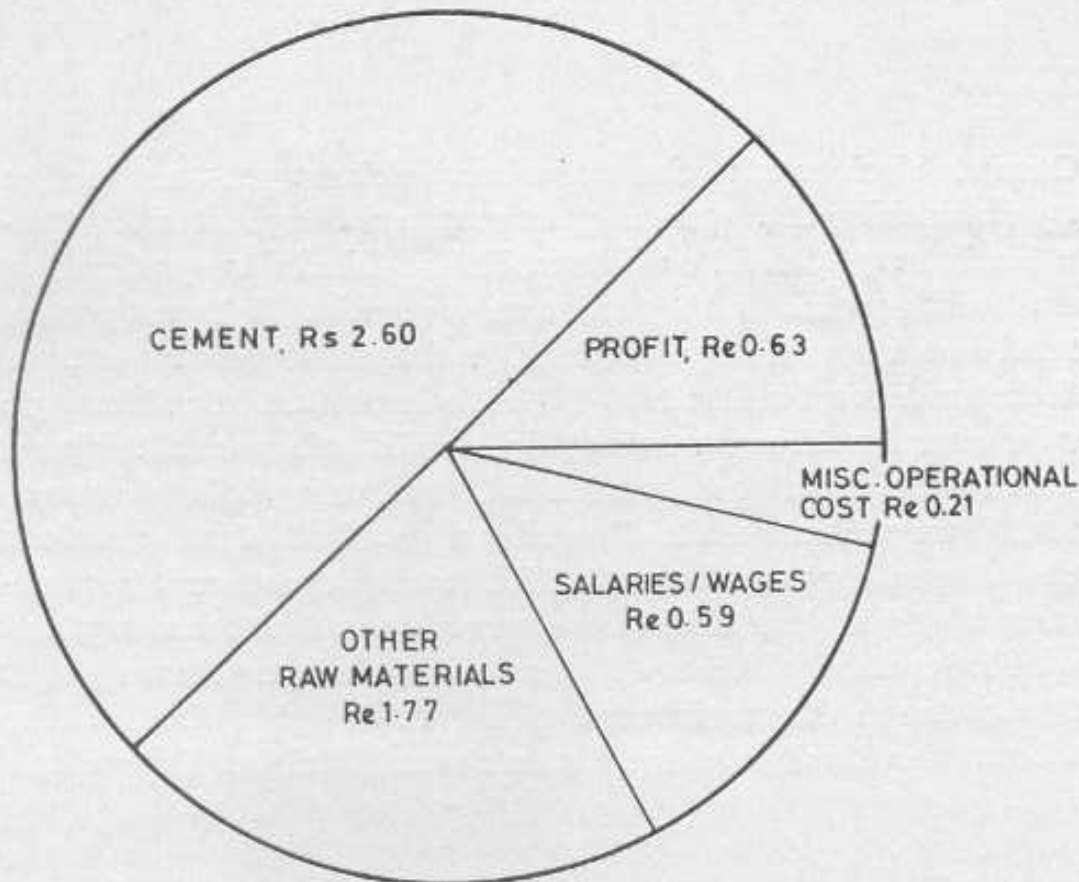 CEMENT, Rs 2.60
PROFIT, Re 0.63
MISC. OPERATIONAL
COST Re 0.21
SALARIES / WAGES
Re 0.59
OTHER
RAW MATERIALS
Re 1.77